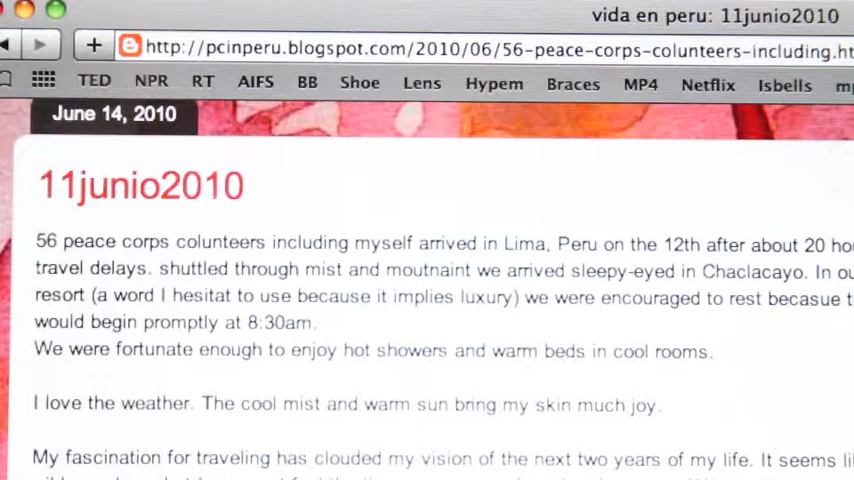 vida en peru: 11junio2010
http://pcinperu.blogspot.com/2010/06/56-peace-corps-colunteers-including.ht
TED NPR RT AIFS BB Shoe Lens Hypem Braces MP4 Netflix Isbells
June 14, 2010
11junio2010
56 peace corps colunteers including myself arrived in Lima, Peru on the 12th after about 20
travel delays. shuttled through mist and moutnaint we arrived sleepy-eyed in Chaclacayo. In
resort (a word I hesitat to use because it implies luxury) we were encouraged to rest becasue
would begin promptly at 8:30am.
We were fortunate enough to enjoy hot showers and warm beds in cool rooms.
I love the weather. The cool mist and warm sun bring my skin much joy.
My fascination for traveling has clouded my vision of the next two years of my life. It seems